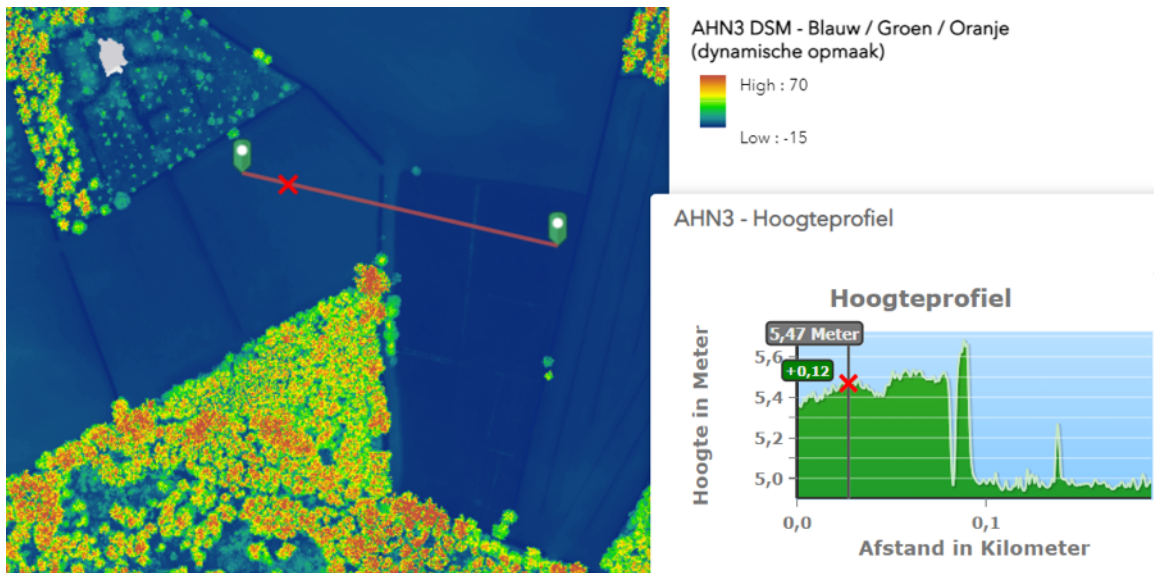 AHN3 DSM - Blauw / Groen / Oranje
(dynamische opmaak)
High : 70
Low : -15
AHN3 - Hoogteprofiel
Hoogteprofiel
Hoogte in Meter
5,47 Meter
+0,12
5,6
5,4
5,2
5,0
0,0
0,1
Afstand in Kilometer